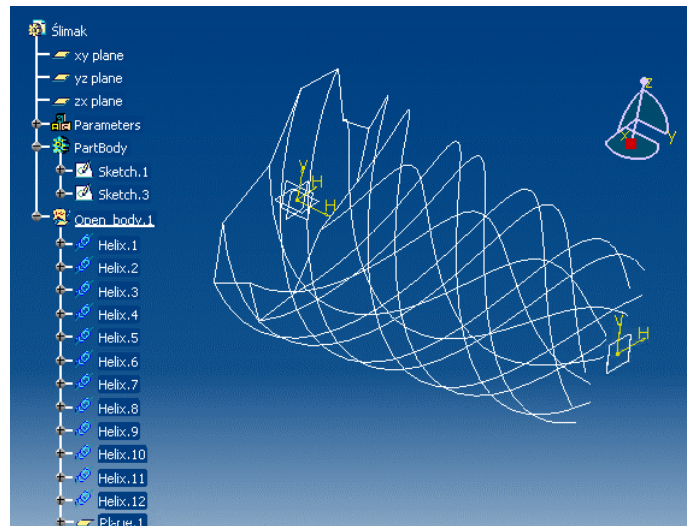 Ślimak
xy plane
yz plane
zx plane
Parameters
PartBody
Sketch.1
Sketch.3
Open_body.1
Helix.1
Helix.2
Helix.3
Helix.4
Helix.5
Helix.6
Helix.7
Helix.8
Helix.9
Helix.10
Helix.11
Helix.12
Plane.1
z
x
y
V
H
H
V
H